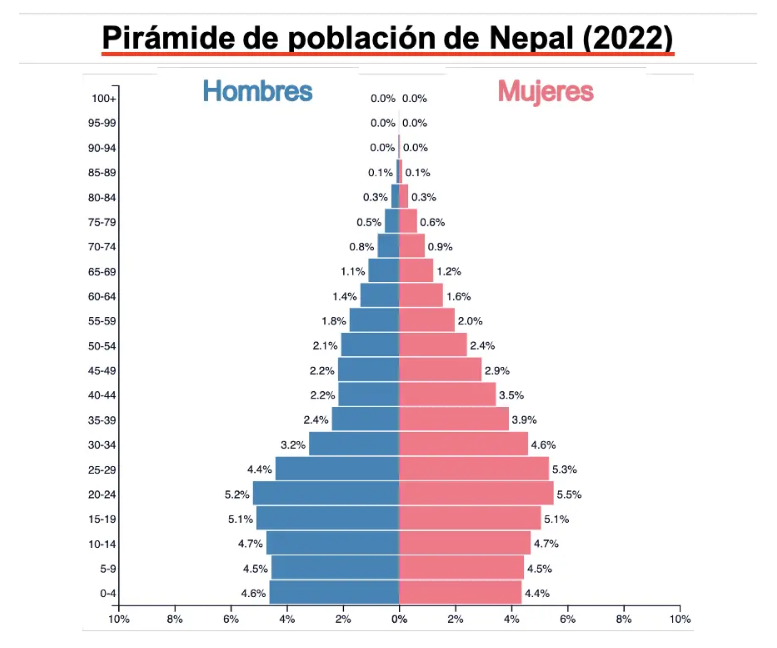 Pirámide de población de Nepal (2022)
Hombres Mujeres
100+ 0.0% 0.0%
95-99 0.0% 0.0%
90-94 0.0% 0.0%
85-89 0.1% 0.1%
80-84 0.3% 0.3%
75-79 0.5% 0.6%
70-74 0.8% 0.9%
65-69 1.1% 1.2%
60-64 1.4% 1.6%
55-59 1.8% 2.0%
50-54 2.1% 2.4%
45-49 2.2% 2.9%
40-44 2.2% 3.5%
35-39 2.4% 3.9%
30-34 3.2% 4.6%
25-29 4.4% 5.3%
20-24 5.2% 5.5%
15-19 5.1% 5.1%
10-14 4.7% 4.7%
5-9 4.5% 4.5%
0-4 4.6% 4.4%
10% 8% 6% 4% 2% 0% 2% 4% 6% 8% 10%